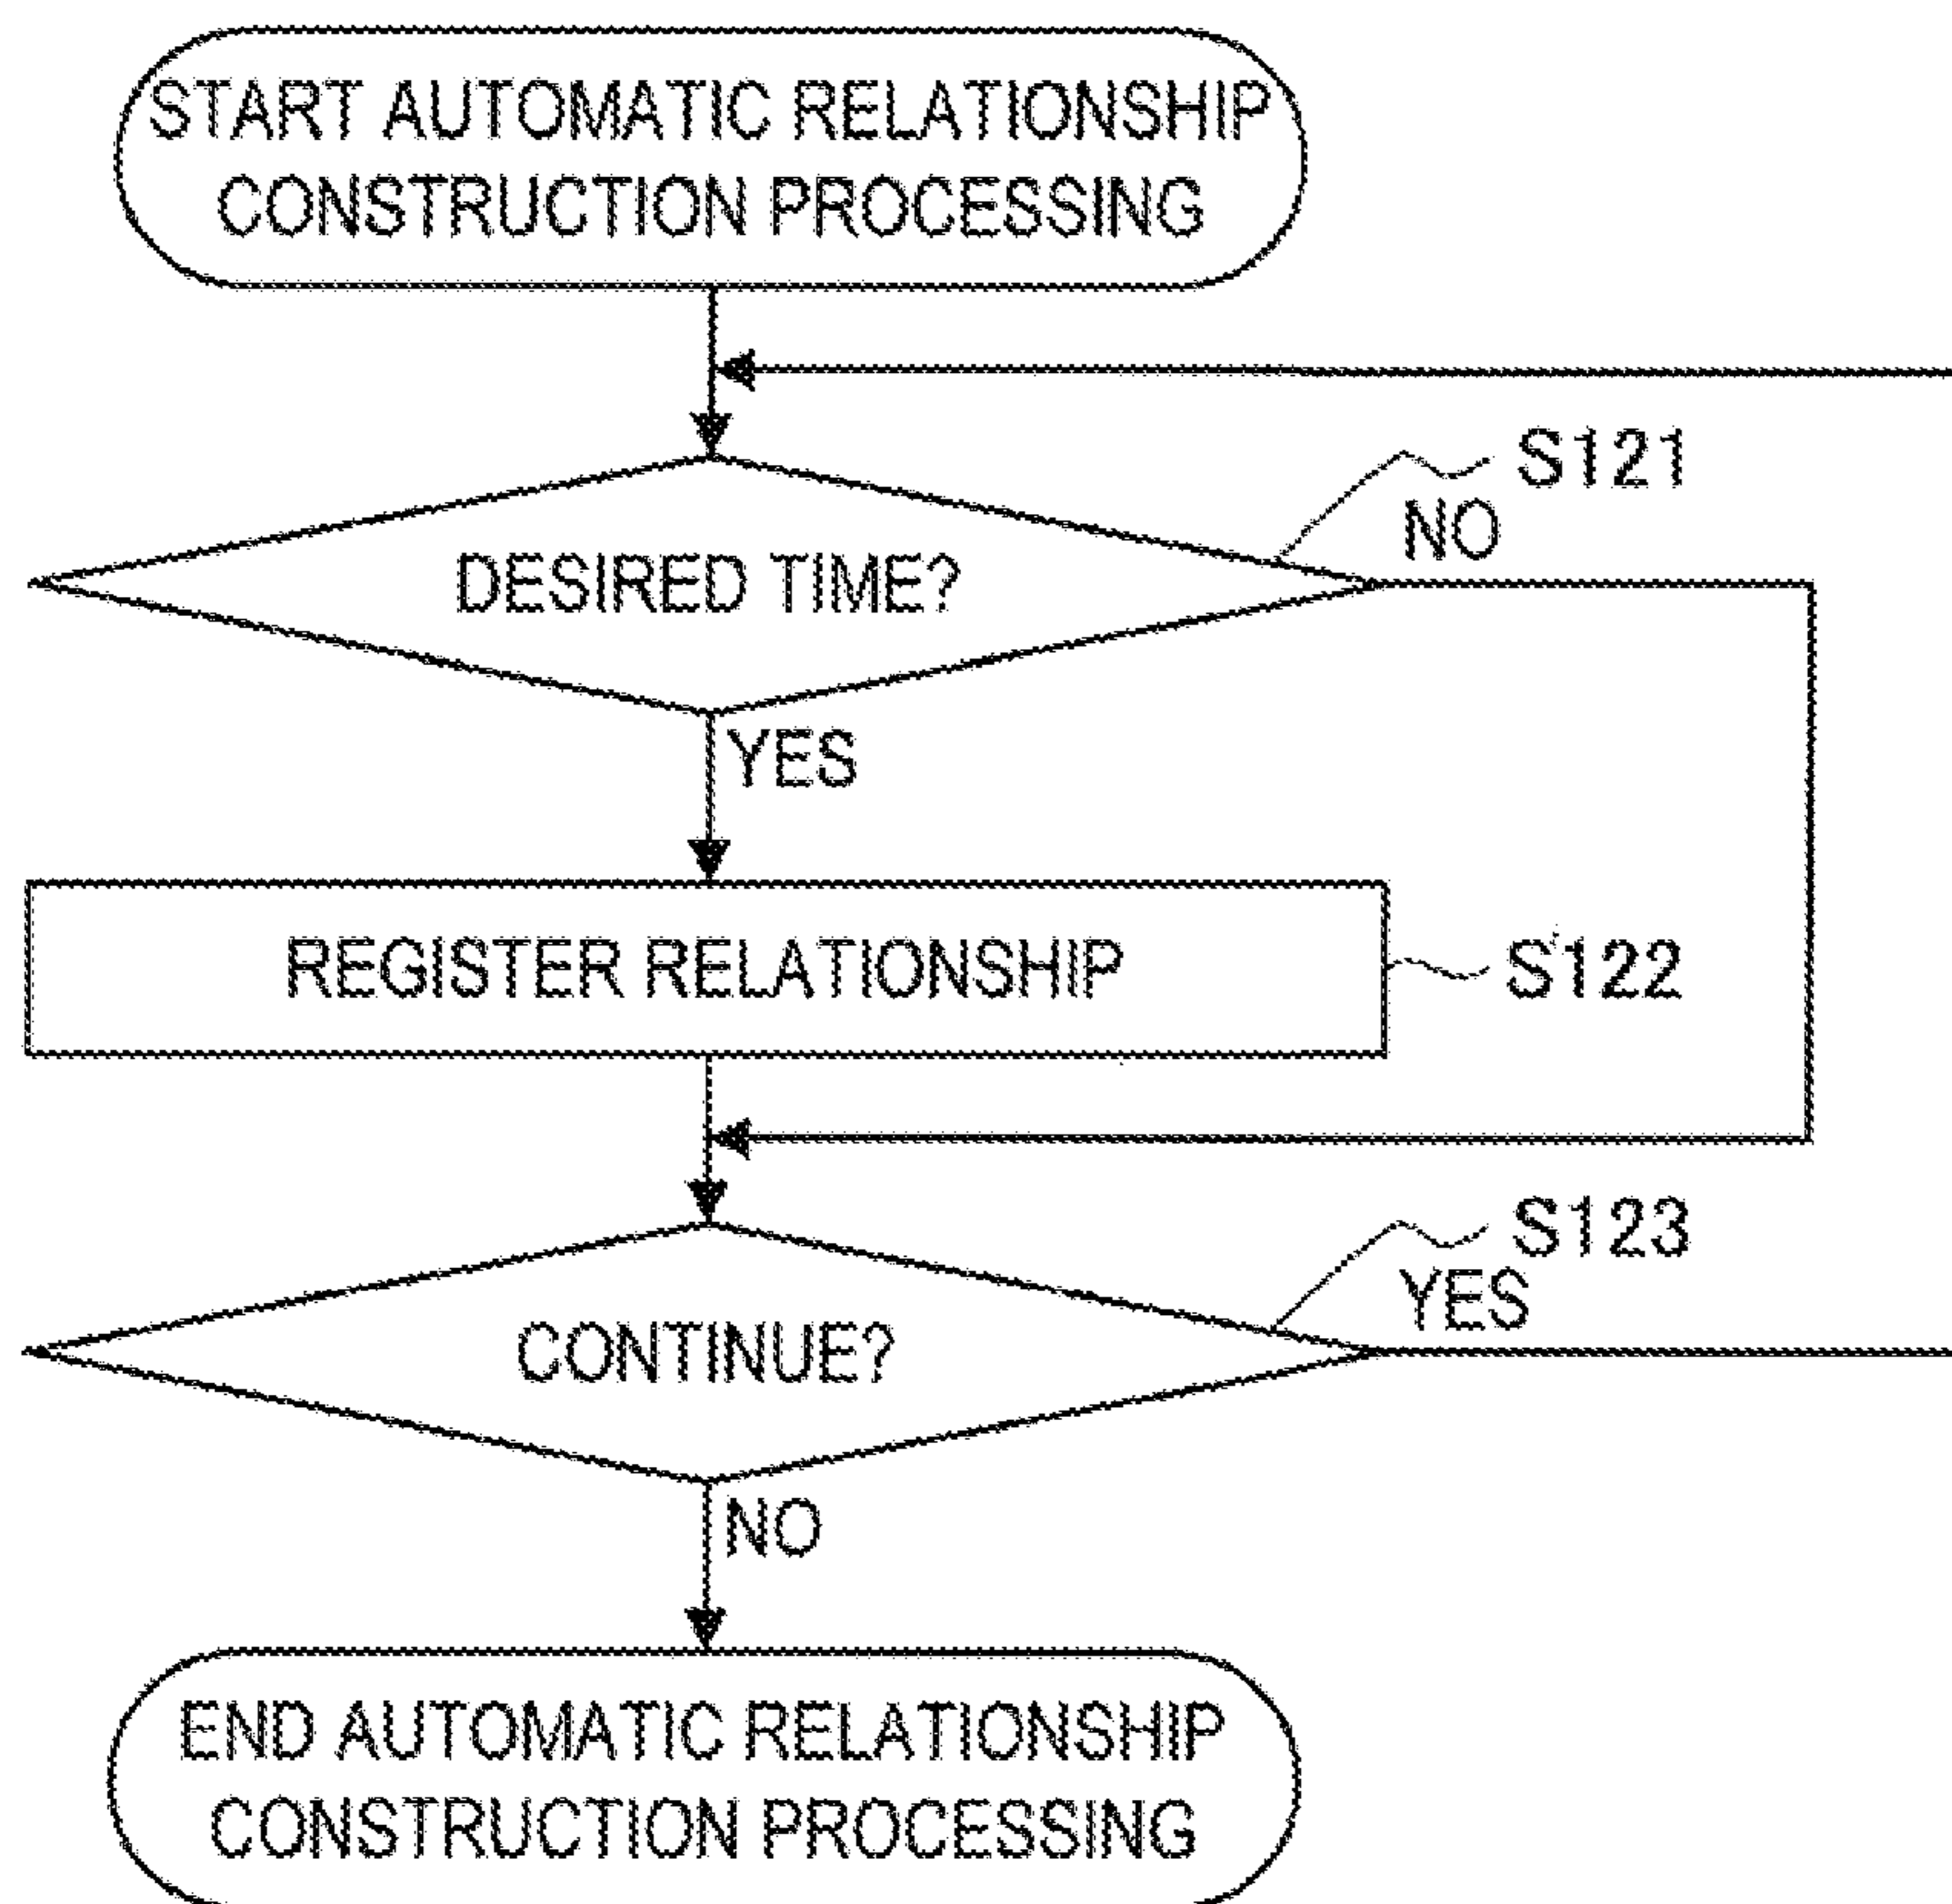 START AUTOMATIC RELATIONSHIP
CONSTRUCTION PROCESSING
S121
NO
DESIRED TIME?
YES
REGISTER RELATIONSHIP
S122
S123
YES
CONTINUE?
NO
END AUTOMATIC RELATIONSHIP
CONSTRUCTION PROCESSING